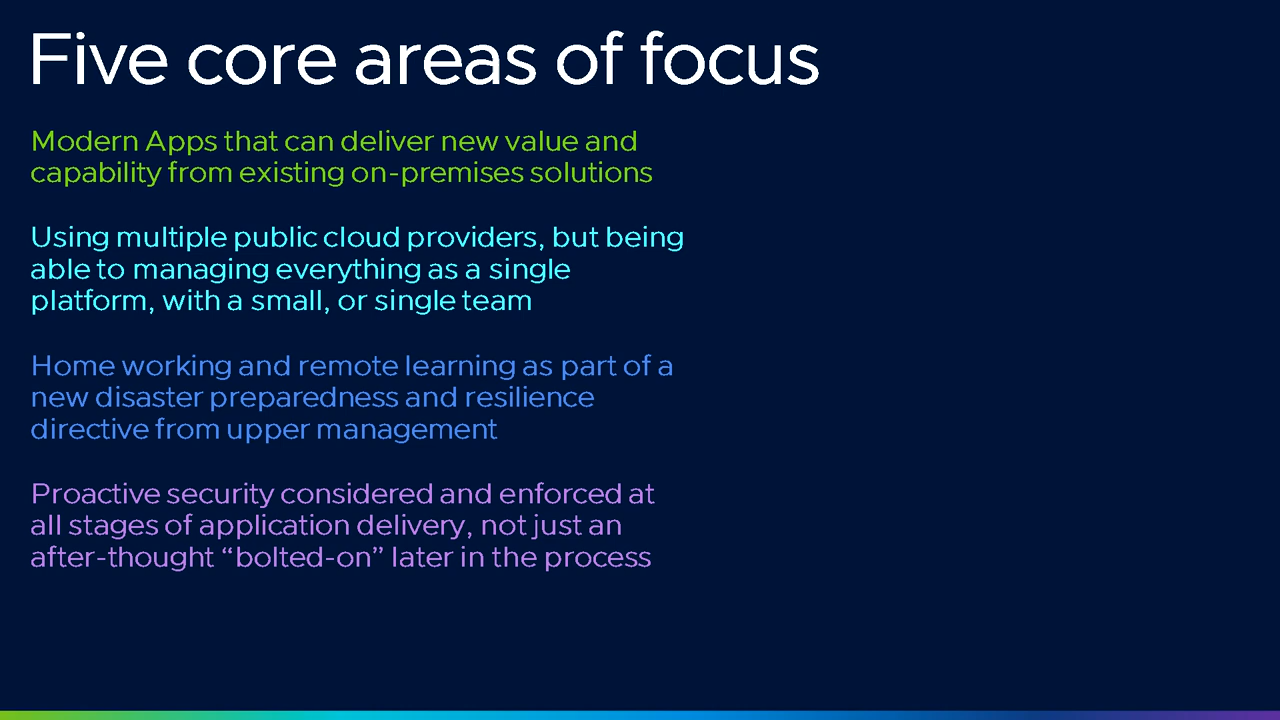 Five core areas of focus
Modern Apps that can deliver new value and
capability from existing on-premises solutions
Using multiple public cloud providers, but being
able to managing everything as a single
platform, with a small, or single team
Home working and remote learning as part of a
new disaster preparedness and resilience
directive from upper management
Proactive security considered and enforced at
all stages of application delivery, not just an
after-thought “bolted-on” later in the process